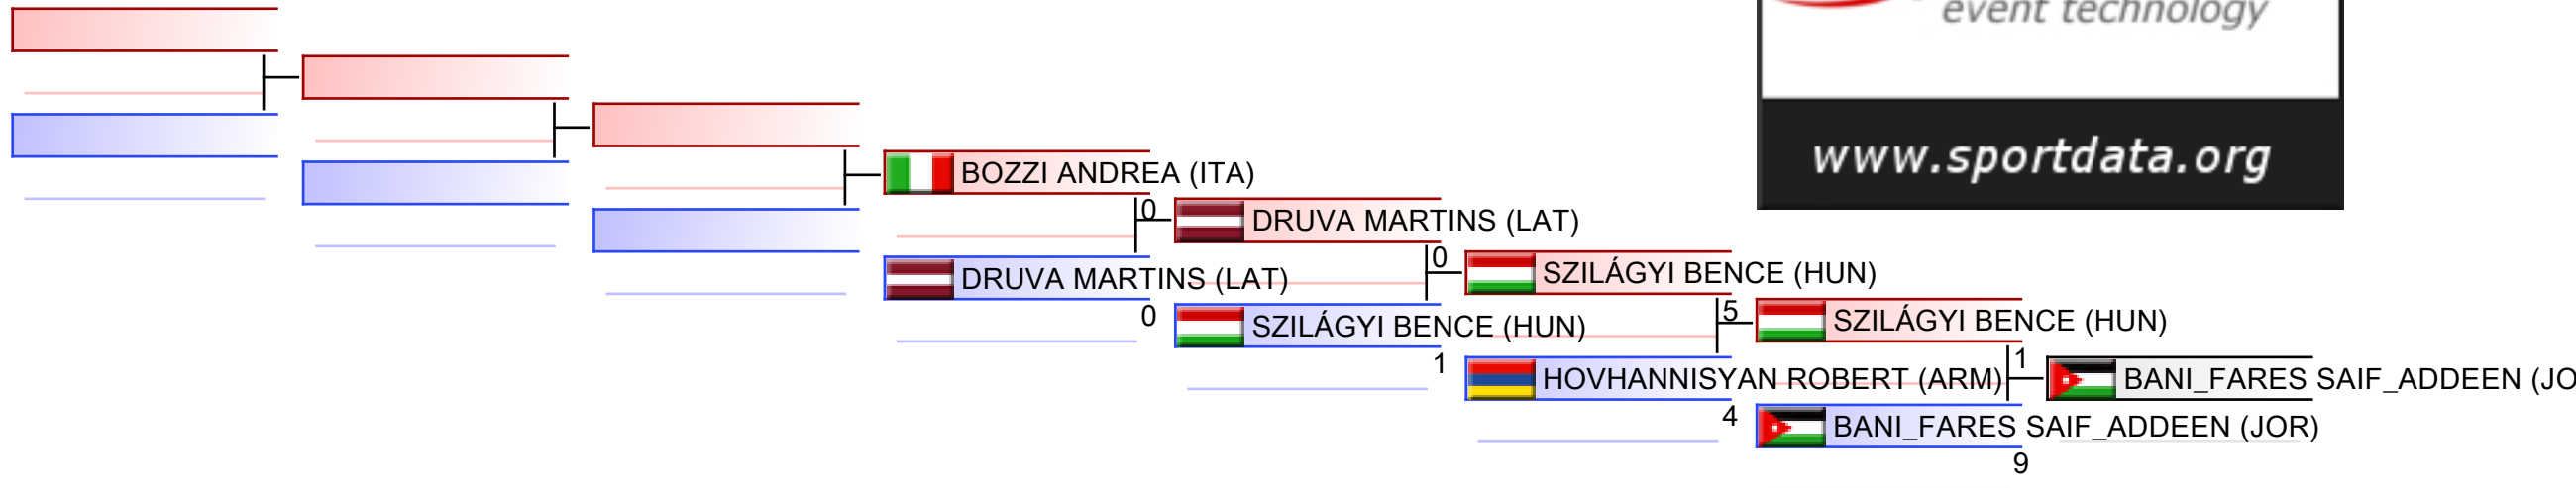 event technology
www.sportdata.org
BOZZI ANDREA (ITA)
0
DRUVA MARTINS (LAT)
0
DRUVA MARTINS (LAT)
0
SZILÁGYI BENCE (HUN)
1
SZILÁGYI BENCE (HUN)
5
HOVHANNISYAN ROBERT (ARM)
4
SZILÁGYI BENCE (HUN)
1
BANI_FARES SAIF_ADDEEN (JOR)
9
BANI_FARES SAIF_ADDEEN (JO